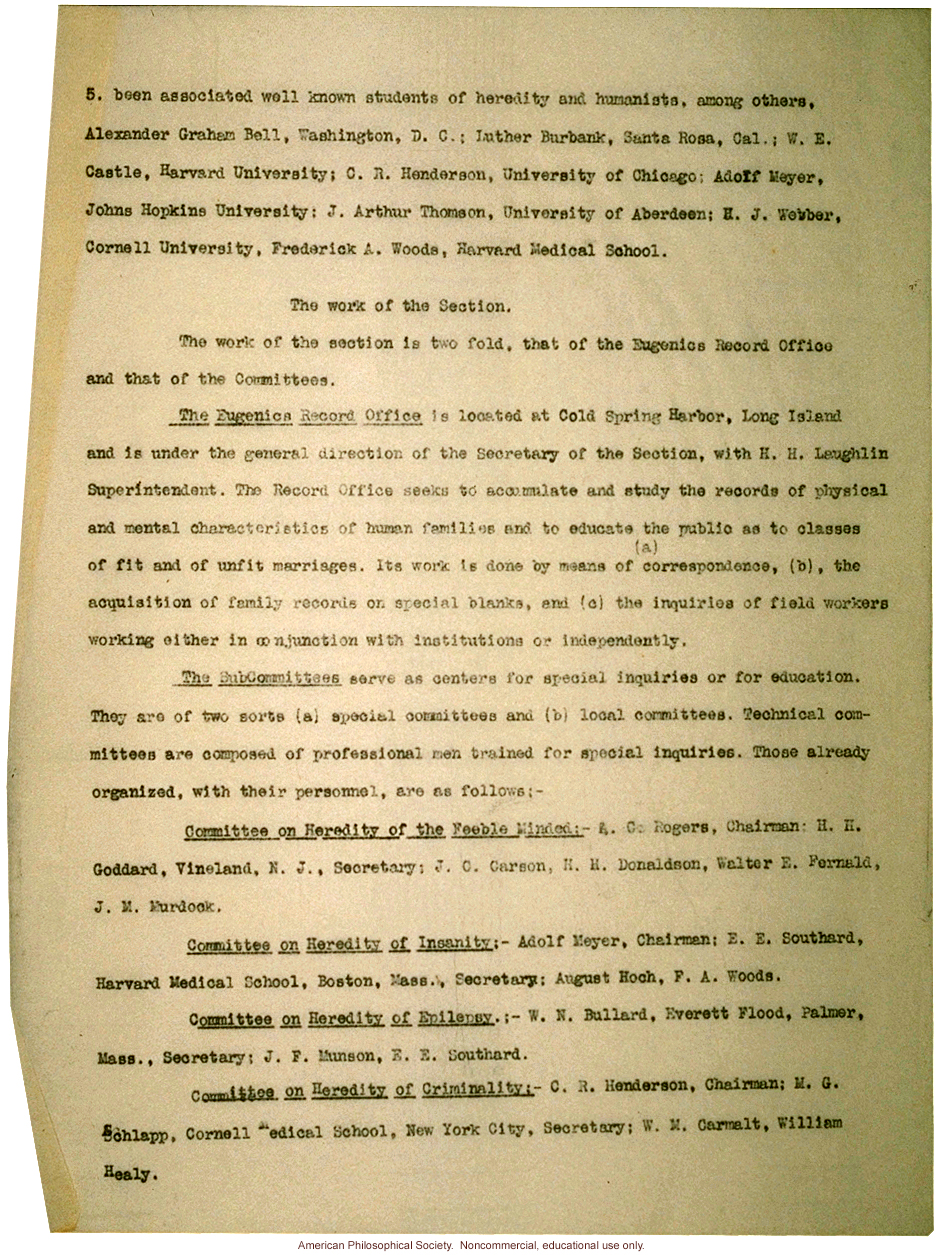 5. been associated well known students of heredity and humanists, among others,
Alexander Graham Bell, Washington, D. C.; Luther Burbank, Santa Rosa, Cal.; W. E.
Castle, Harvard University; C. R. Henderson, University of Chicago; Adolf Meyer,
Johns Hopkins University: J. Arthur Thomson, University of Aberdeen; H. J. Webber,
Cornell University, Frederick A. Woods, Harvard Medical School.
The work of the Section.
The work of the section is two fold, that of the Eugenics Record Office
and that of the Committees.
The Eugenics Record Office is located at Cold Spring Harbor, Long Island
and is under the general direction of the Secretary of the Section, with H. H. Laughlin
Superintendent. The Record Office seeks to accumulate and study the records of physical
and mental characteristics of human families and to educate the public as to classes
(a)
of fit and of unfit marriages. Its work is done by means of correspondence, (b), the
acquisition of family records on special blanks, and (c) the inquiries of field workers
working either in conjunction with institutions or independently.
The SubCommittees serve as centers for special inquiries or for education.
They are of two sorts (a) special committees and (b) local committees. Technical com-
mittees are composed of professional men trained for special inquiries. Those already
organized, with their personnel, are as follows:-
Committee on Heredity of the Feeble Minded:- A. C. Rogers, Chairman: H. H.
Goddard, Vineland, N. J., Secretary; J. C. Carson, H. H. Donaldson, Walter E. Fernald,
J. M. Murdock.
Committee on Heredity of Insanity:- Adolf Meyer, Chairman; E. E. Southard,
Harvard Medical School, Boston, Mass., Secretary; August Hoch, F. A. Woods.
Committee on Heredity of Epilepsy.:- W. N. Bullard, Everett Flood, Palmer,
Mass., Secretary; J. F. Munson, E. E. Southard.
Committee on Heredity of Criminality:- C. R. Henderson, Chairman; M. G.
Schlapp, Cornell Medical School, New York City, Secretary; W. M. Carmalt, William
Healy.
American Philosophical Society. Noncommercial, educational use only.